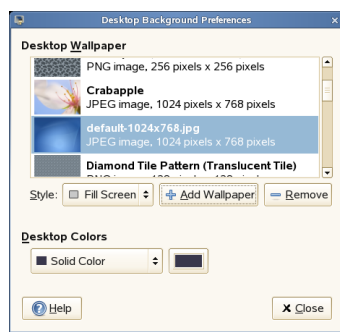 Desktop Background Preferences
Desktop Wallpaper
PNG image, 256 pixels x 256 pixels
Crabapple
JPEG image, 1024 pixels x 768 pixels
default-1024x768.jpg
JPEG image, 1024 pixels x 768 pixels
Diamond Tile Pattern (Translucent Tile)
Style: Fill Screen Add Wallpaper Remove
Desktop Colors
Solid Color
Help Close